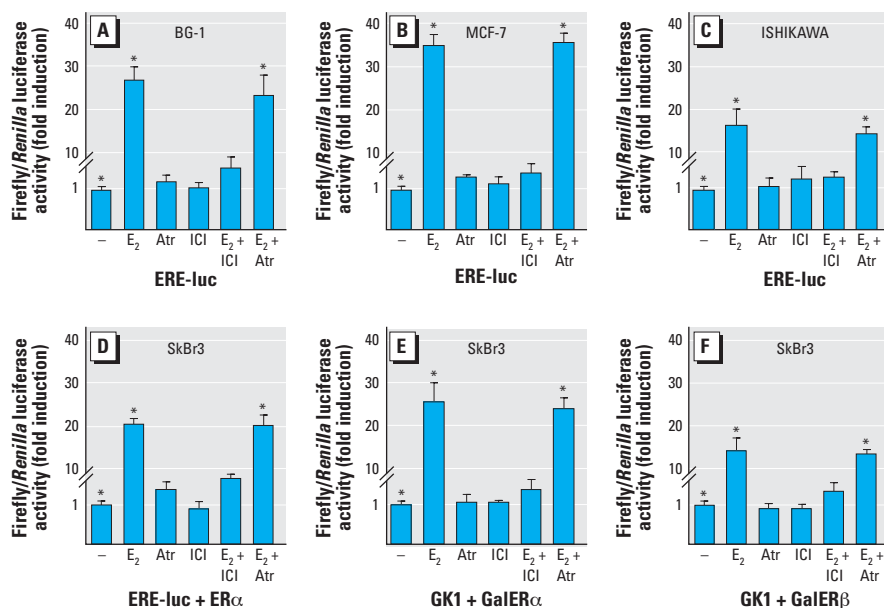 A
BG-1
Firefly/Renilla luciferase
activity (fold induction)
40
30
20
10
1
*
*
*
– E2 Atr ICI E2 + ICI E2 + Atr
ERE-luc
B
MCF-7
Firefly/Renilla luciferase
activity (fold induction)
40
30
20
10
1
*
*
*
– E2 Atr ICI E2 + ICI E2 + Atr
ERE-luc
C
ISHIKAWA
Firefly/Renilla luciferase
activity (fold induction)
40
30
20
10
1
*
*
*
– E2 Atr ICI E2 + ICI E2 + Atr
ERE-luc
D
SkBr3
Firefly/Renilla luciferase
activity (fold induction)
40
30
20
10
1
*
*
*
– E2 Atr ICI E2 + ICI E2 + Atr
ERE-luc + ERα
E
SkBr3
Firefly/Renilla luciferase
activity (fold induction)
40
30
20
10
1
*
*
*
– E2 Atr ICI E2 + ICI E2 + Atr
GK1 + GalERα
F
SkBr3
Firefly/Renilla luciferase
activity (fold induction)
40
30
20
10
1
*
*
*
– E2 Atr ICI E2 + ICI E2 + Atr
GK1 + GalERβ